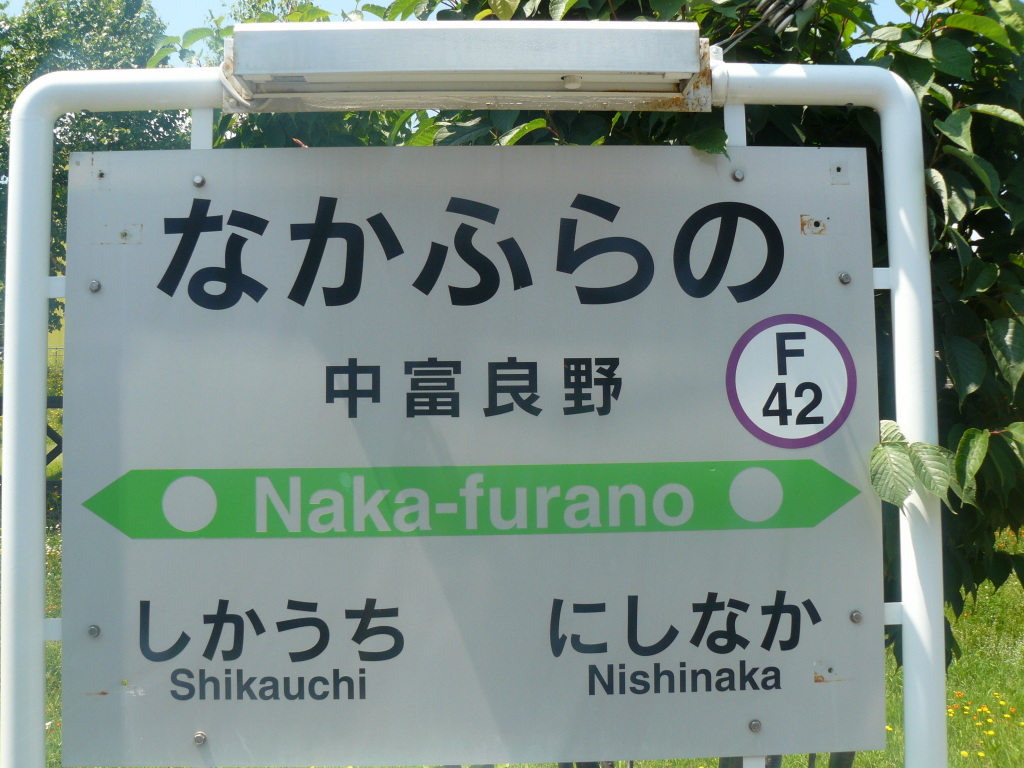 なかふらの
中富良野
F
42
Naka-furano
しかうち
Shikauchi
にしなか
Nishinaka